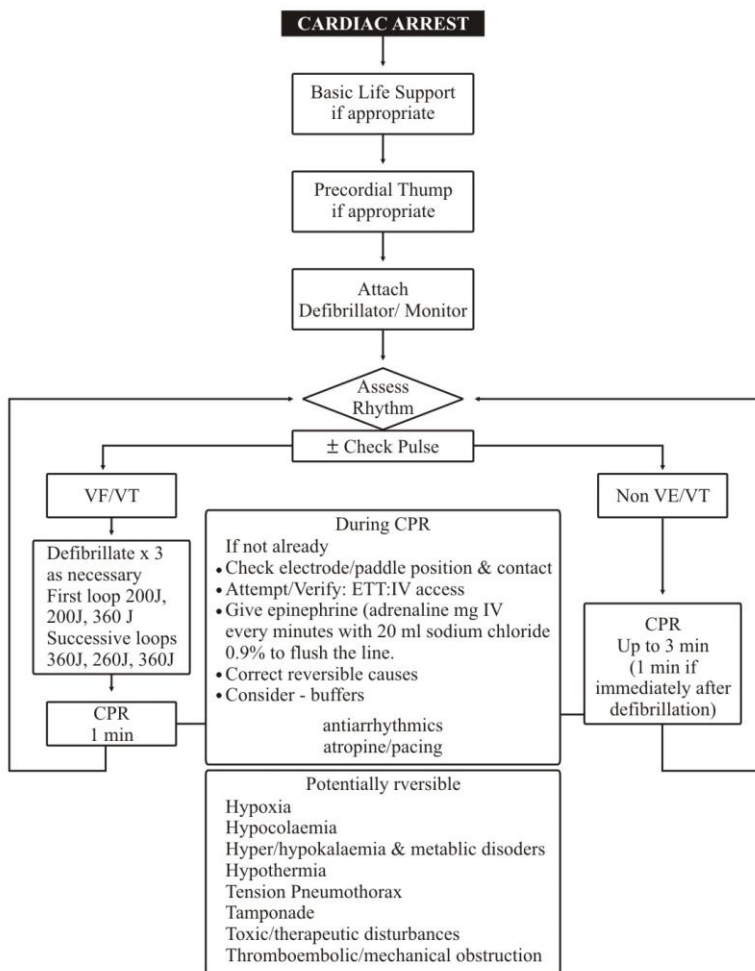 CARDIAC ARREST
Basic Life Support
if appropriate
Precordial Thump
if appropriate
Attach
Defibrillator/ Monitor
Assess
Rhythm
± Check Pulse
VF/VT
Defibrillate x 3
as necessary
First loop 200J,
200J, 360 J
Successive loops
360J, 260J, 360J
CPR
1 min
During CPR
If not already
• Check electrode/paddle position & contact
• Attempt/Verify: ETT:IV access
• Give epinephrine (adrenaline mg IV
every minutes with 20 ml sodium chloride
0.9% to flush the line.
• Correct reversible causes
• Consider - buffers
antiarrhythmics
atropine/pacing
Non VE/VT
CPR
Up to 3 min
(1 min if
immediately after
defibrillation)
Potentially rversible
Hypoxia
Hypocolaemia
Hyper/hypokalaemia & metablic disoders
Hypothermia
Tension Pneumothorax
Tamponade
Toxic/therapeutic disturbances
Thromboembolic/mechanical obstruction